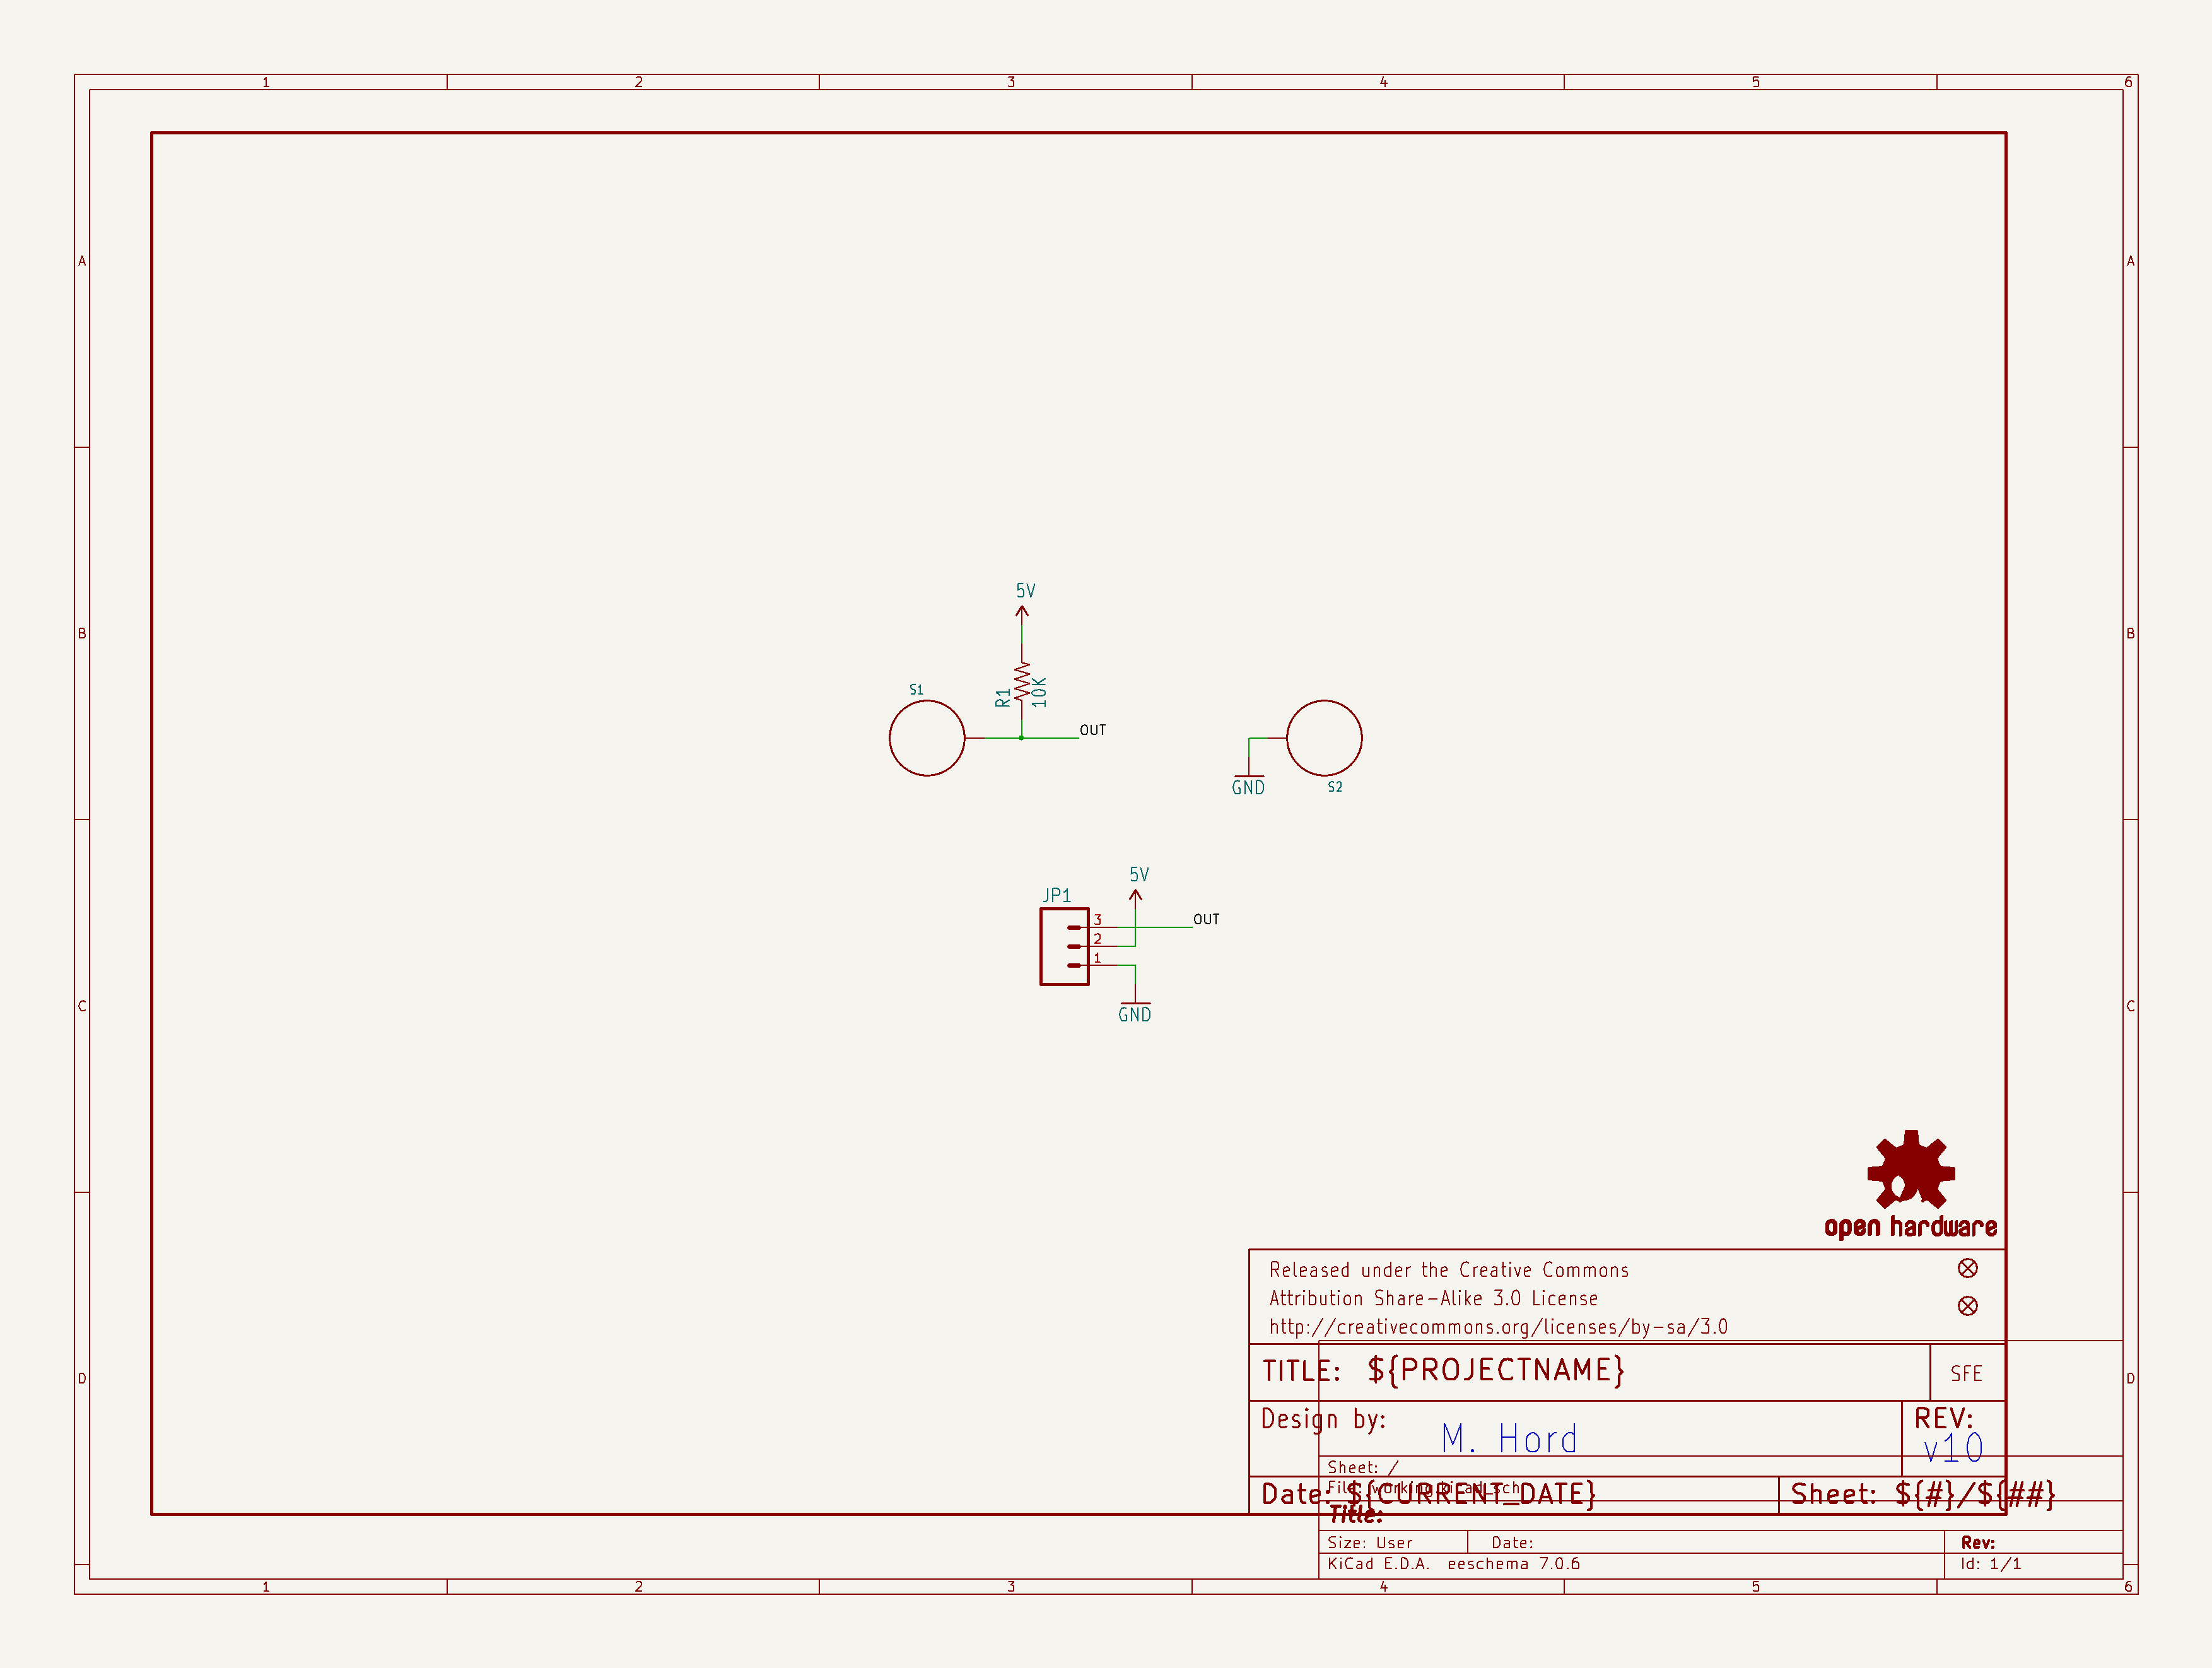 1 2 3 4 5 6
A A
5V
B B
S1
R1
10K
OUT
GND
S2
5V
JP1
3
OUT
2
1
C C
GND
open hardware
Released under the Creative Commons
Attribution Share-Alike 3.0 License
http://creativecommons.org/licenses/by-sa/3.0
TITLE: ${PROJECTNAME}
SFE
D D
Design by:
M. Hord
REV:
v10
Sheet: /
File: working.kicad_sch
Date: ${CURRENT_DATE}
Sheet: ${#}/${##}
Title:
Size: User Date: Rev:
KiCad E.D.A. eeschema 7.0.6 Id: 1/1
1 2 3 4 5 6